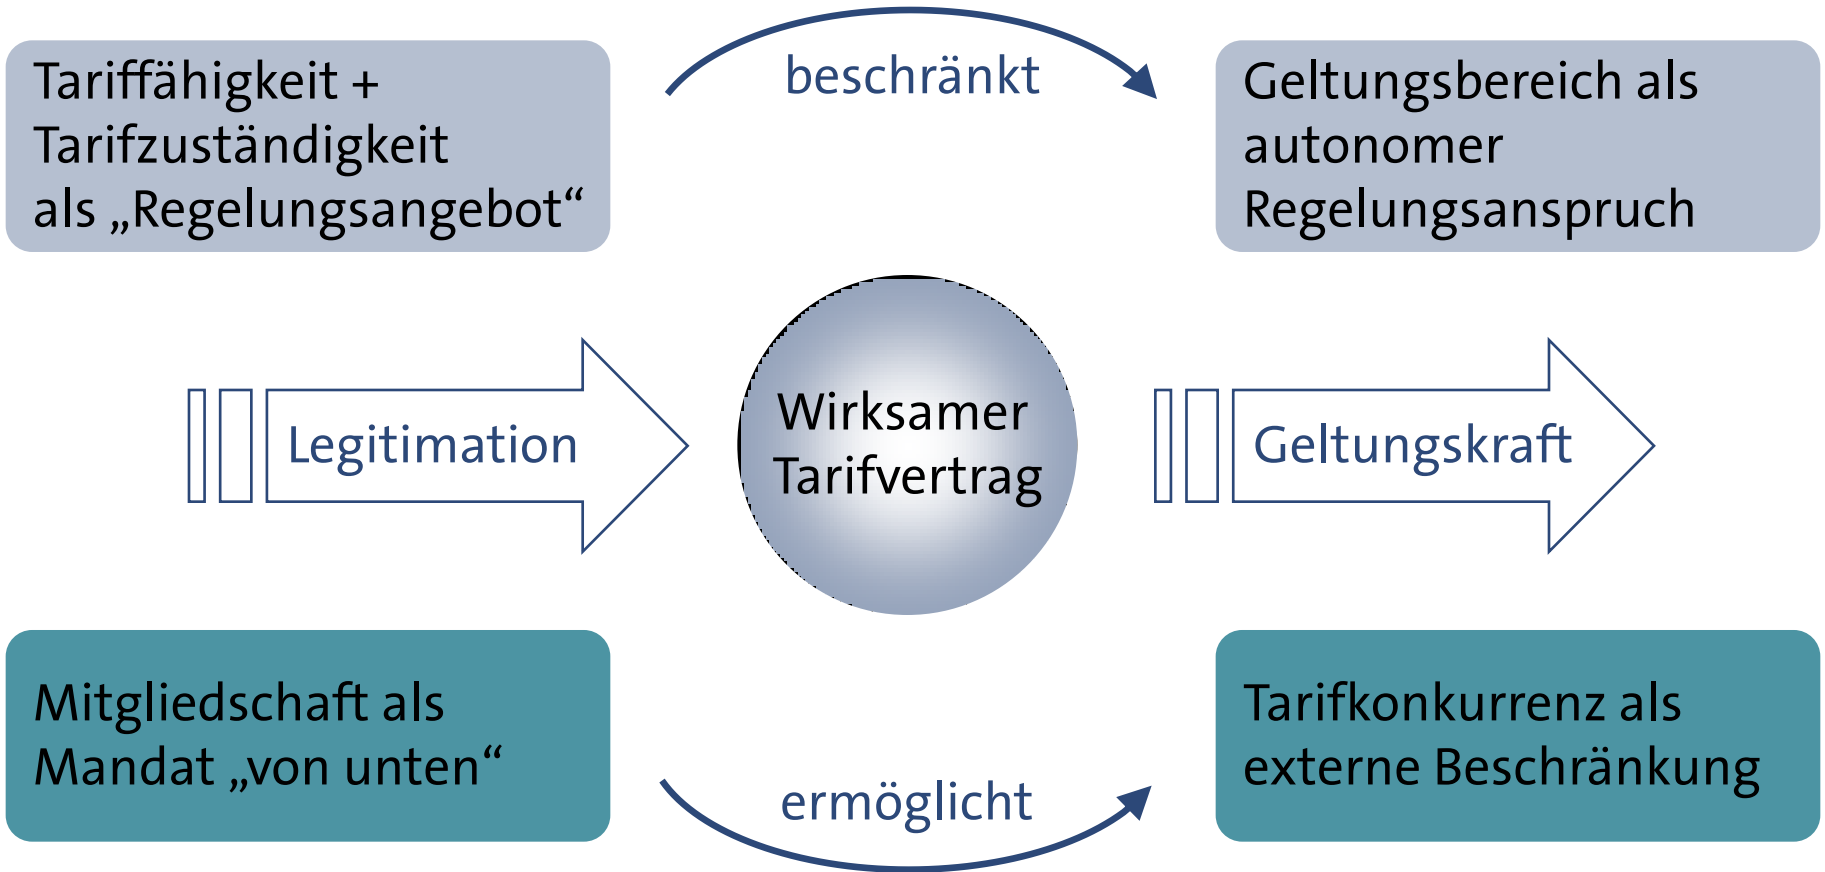 Tariffähigkeit +
Tarifzuständigkeit
als „Regelungsangebot“
beschränkt
Geltungsbereich als
autonomer
Regelungsanspruch
Legitimation
Wirksamer
Tarifvertrag
Geltungskraft
Mitgliedschaft als
Mandat „von unten“
ermöglicht
Tarifkonkurrenz als
externe Beschränkung